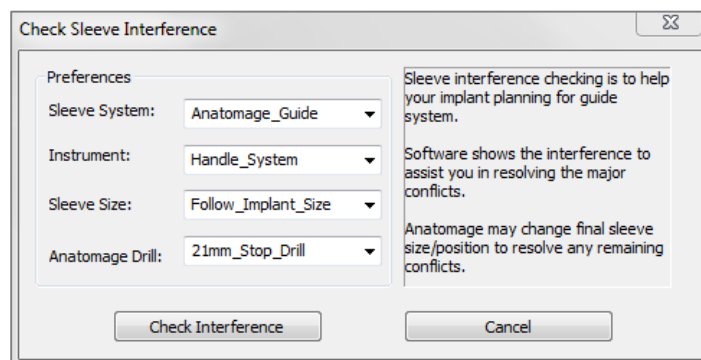 Check Sleeve Interference
Preferences
Sleeve System: Anatomage_Guide
Instrument: Handle_System
Sleeve Size: Follow_Implant_Size
Anatomage Drill: 21mm_Stop_Drill
Sleeve interference checking is to help
your implant planning for guide
system.
Software shows the interference to
assist you in resolving the major
conflicts.
Anatomage may change final sleeve
size/position to resolve any remaining
conflicts.
Check Interference
Cancel